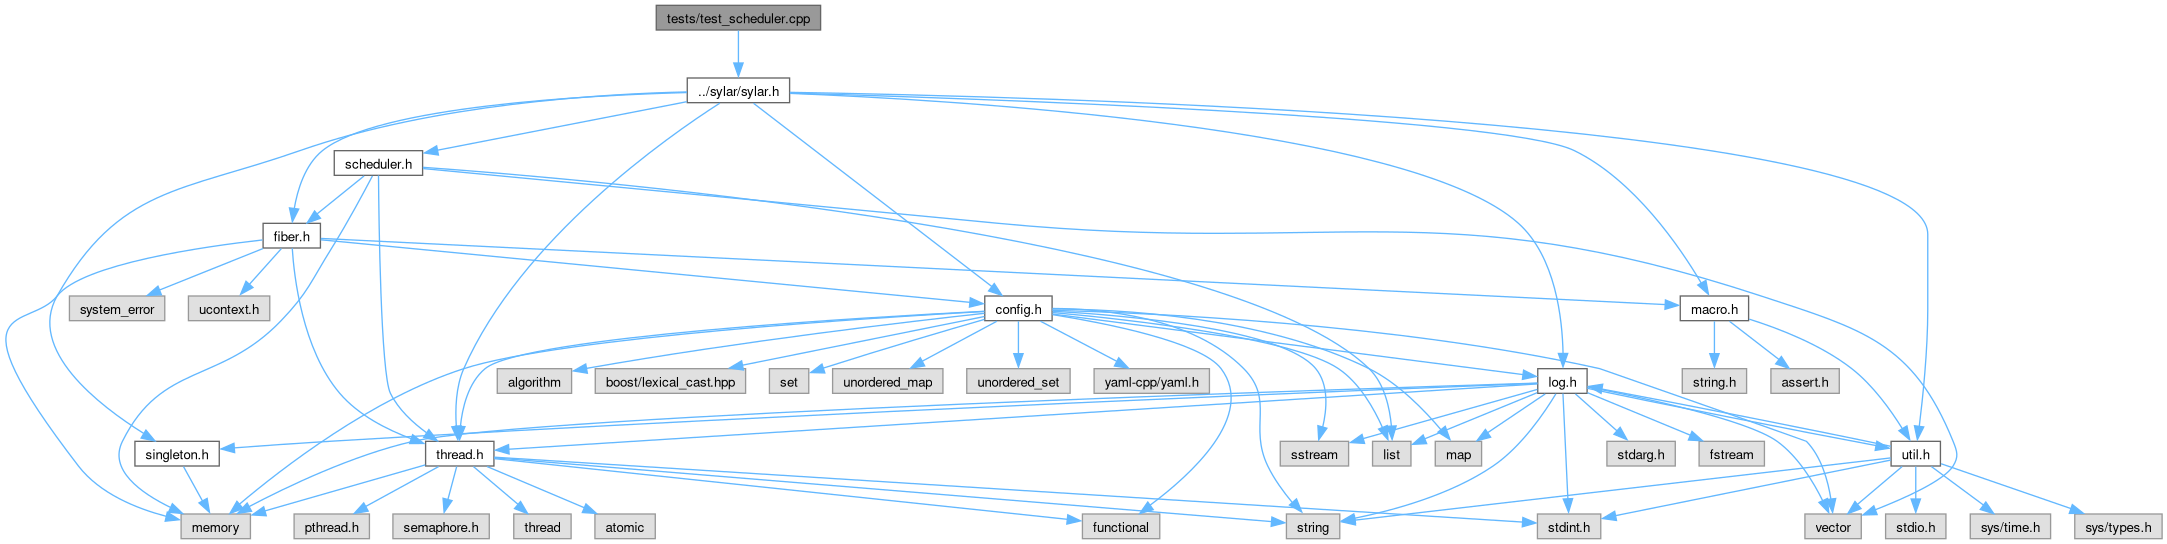 tests/test_scheduler.cpp
../sylar/sylar.h
scheduler.h
fiber.h
system_error
ucontext.h
config.h
macro.h
algorithm
boost/lexical_cast.hpp
set
unordered_map
unordered_set
yaml-cpp/yaml.h
log.h
string.h
assert.h
singleton.h
thread.h
sstream
list
map
stdarg.h
fstream
util.h
memory
pthread.h
semaphore.h
thread
atomic
functional
string
stdint.h
vector
stdio.h
sys/time.h
sys/types.h